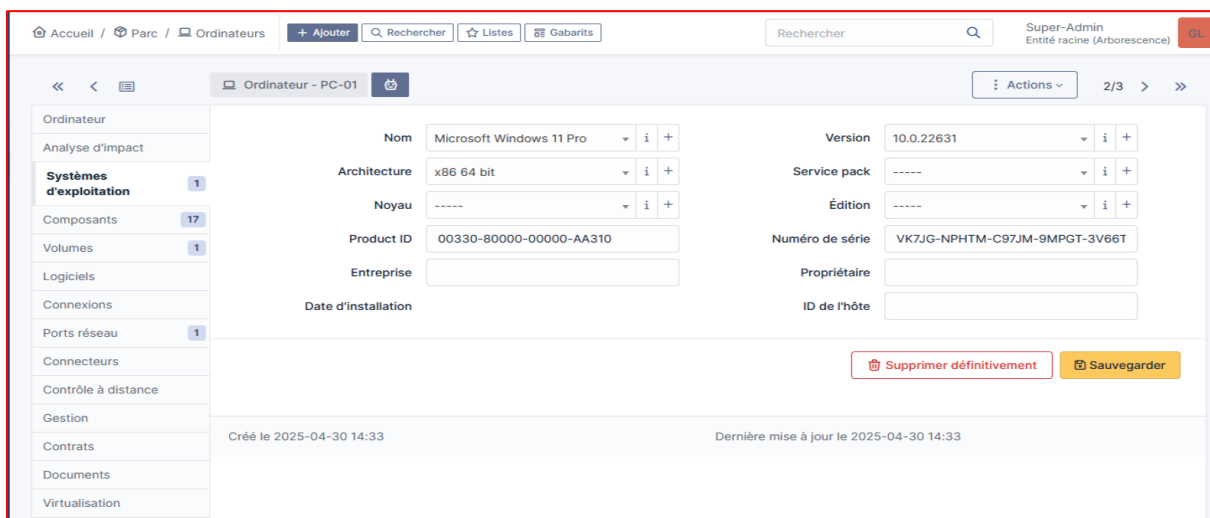 Accueil / Parc / Ordinateurs + Ajouter Rechercher Listes Gabarits Rechercher Super-Admin
Entité racine (Arborescence) GL
Ordinateur - PC-01 Actions 2/3
Ordinateur
Analyse d'impact
Systèmes d'exploitation 1
Composants 17
Volumes 1
Logiciels
Connexions
Ports réseau 1
Connecteurs
Contrôle à distance
Gestion
Contrats
Documents
Virtualisation
Nom Microsoft Windows 11 Pro i + Version 10.0.22631 i +
Architecture x86 64 bit i + Service pack ----- i +
Noyau ----- i + Édition ----- i +
Product ID 00330-80000-00000-AA310 Numéro de série VK7JG-NPHTM-C97JM-9MPGT-3V66T
Entreprise Propriétaire
Date d'installation ID de l'hôte
Supprimer définitivement Sauvegarder
Créé le 2025-04-30 14:33 Dernière mise à jour le 2025-04-30 14:33